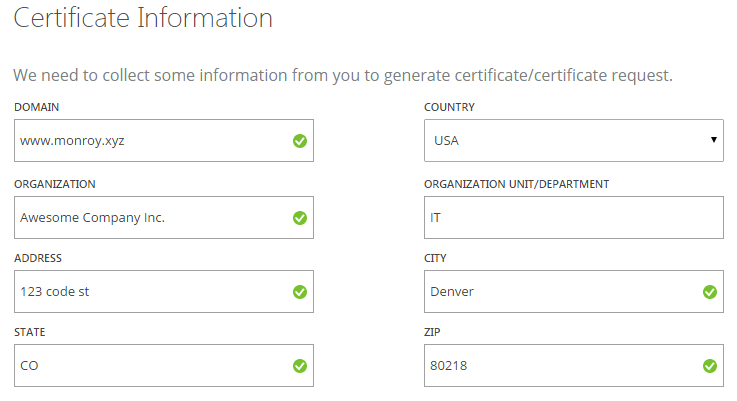 Certificate Information
We need to collect some information from you to generate certificate/certificate request.
DOMAIN
COUNTRY
www.monroy.xyz
USA
ORGANIZATION
ORGANIZATION UNIT/DEPARTMENT
Awesome Company Inc.
IT
ADDRESS
CITY
123 code st
Denver
STATE
ZIP
CO
80218